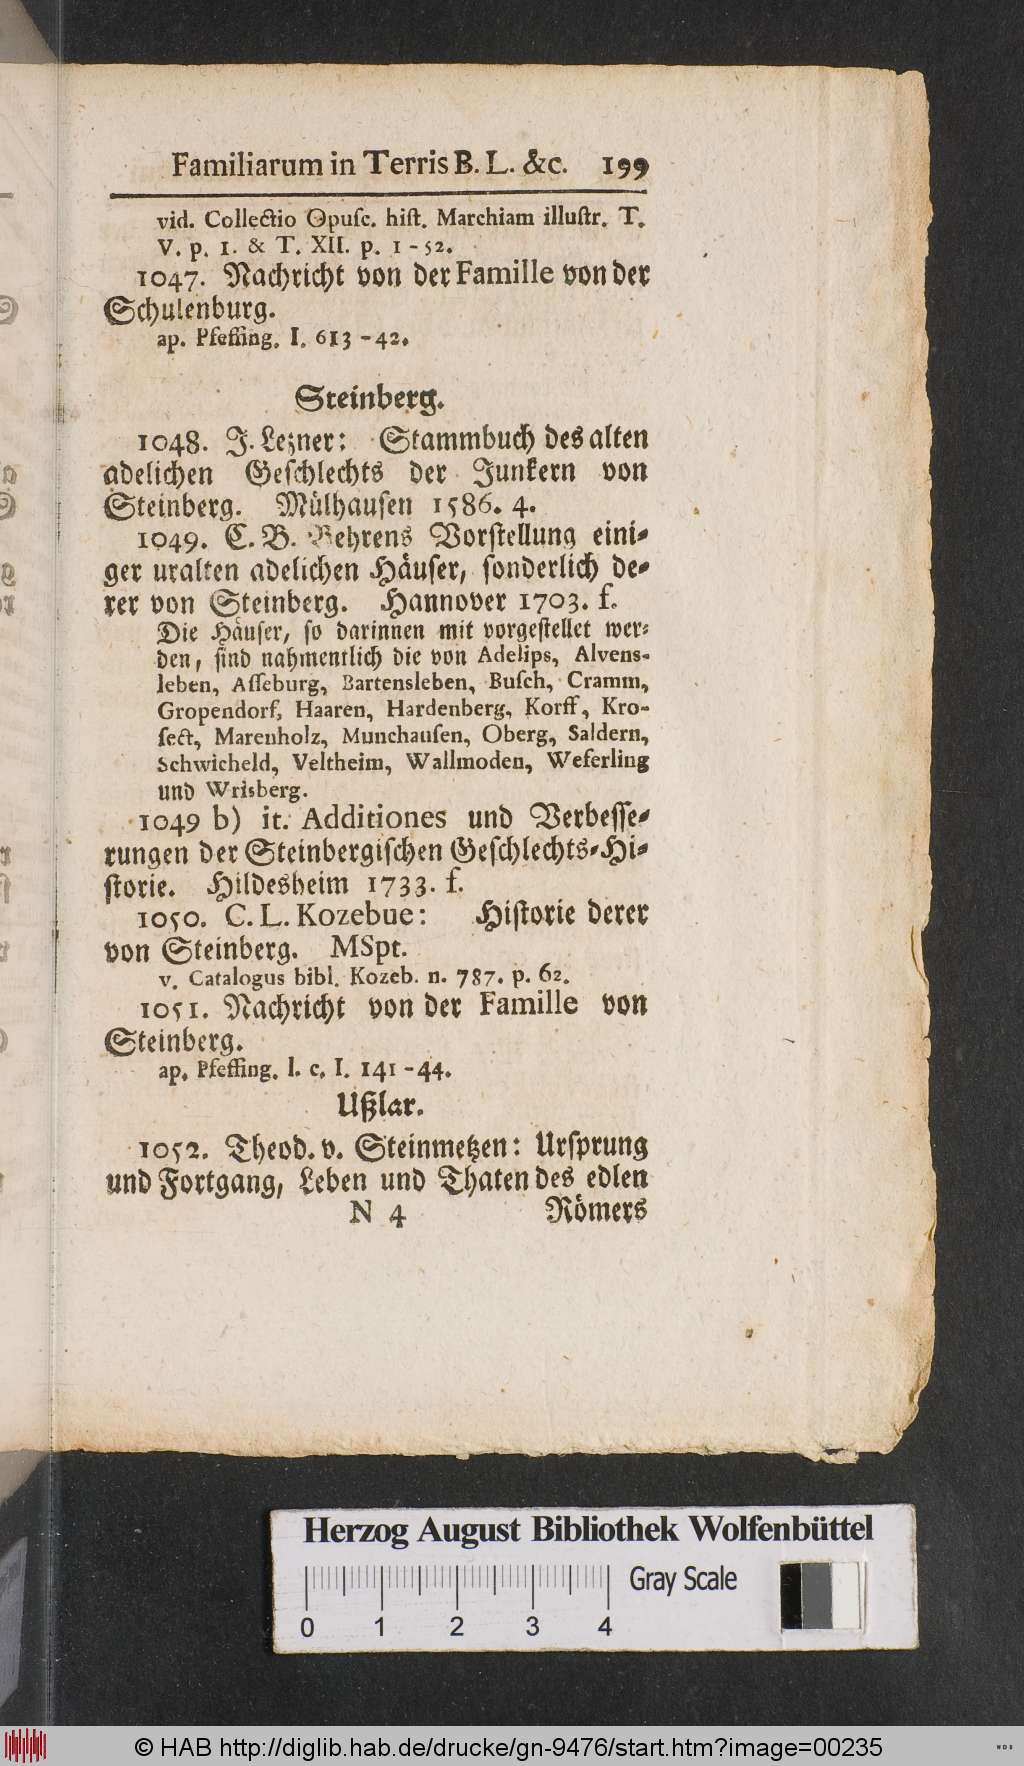 Familiarum in Terris B. L. &c. 199
vid. Collectio Opusc. hist. Marchiam illustr. T.
V. p. 1. & T. XII. p. 1-52.
1047. Nachricht von der Famille von der
Schulenburg.
ap. Pfeffing. I. 613-42.
Steinberg.
1048. J. Lezner: Stammbuch des alten
adelichen Geschlechts der Junkern von
Steinberg. Mülhausen 1586. 4.
1049. C. B. Behrens Vorstellung eini-
ger uralten adelichen Häuser, sonderlich de-
rer von Steinberg. Hannover 1703. f.
Die Häuser, so darinnen mit vorgestellet wer-
den, sind nahmentlich die von Adelips, Alvens-
leben, Asseburg, Bartensleben, Busch, Cramm,
Gropendorf, Haaren, Hardenberg, Korff, Kro-
sect, Marenholz, Munchausen, Oberg, Saldern,
Schwicheld, Veltheim, Wallmoden, Weferling
und Wrisberg.
1049 b) it. Additiones und Verbesse-
rungen der Steinbergischen Geschlechts-Hi-
storie. Hildesheim 1733. f.
1050. C. L. Kozebue: Historie derer
von Steinberg. MSpt.
v. Catalogus bibl. Kozeb. n. 787. p. 62.
1051. Nachricht von der Famille von
Steinberg.
ap. Pfeffing. l. c. I. 141-44.
Ußlar.
1052. Theod. v. Steinmetzen: Ursprung
und Fortgang, Leben und Thaten des edlen
N 4 Römers
Herzog August Bibliothek Wolfenbüttel
Gray Scale
0 1 2 3 4
© HAB http://diglib.hab.de/drucke/gn-9476/start.htm?image=00235